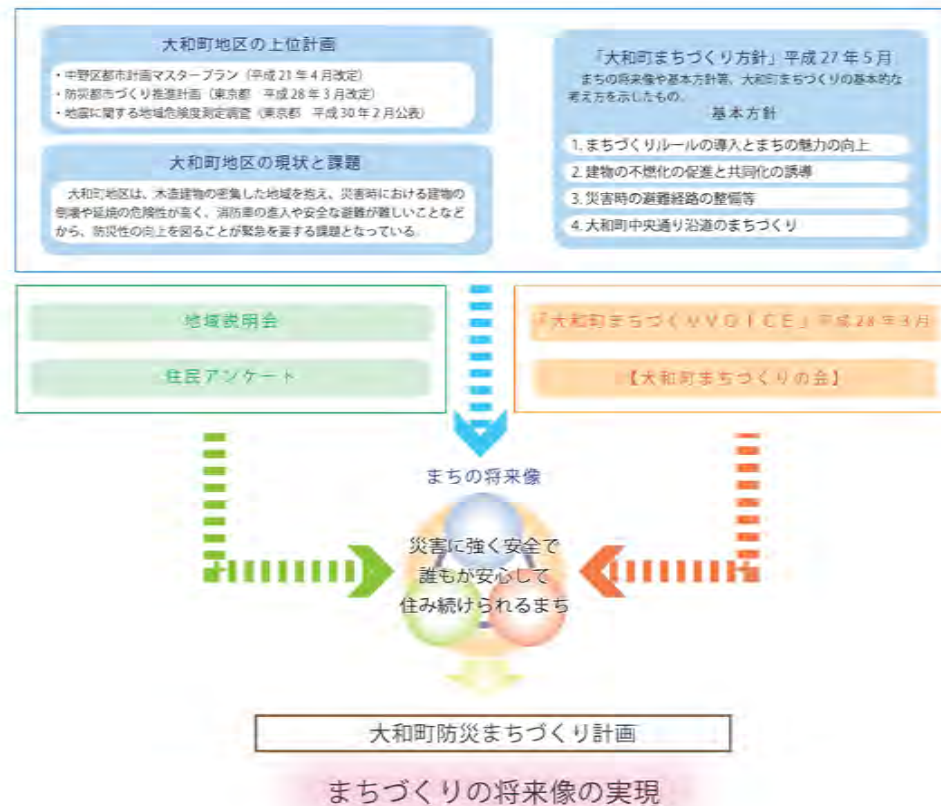 大和町地区の上位計画
・中野区都市計画マスタープラン（平成21年4月改定）
・防災都市づくり推進計画（東京都　平成28年3月改定）
・地震に関する地域危険度測定調査（東京都　平成30年2月公表）
大和町地区の現状と課題
大和町地区は、木造建物の密集した地域を抱え、災害時における建物の
倒壊や延焼の危険性が高く、消防車の進入や安全な避難が難しいことなど
から、防災性の向上を図ることが緊急を要する課題となっている
「大和町まちづくり方針」平成27年5月
まちの将来像や基本方針等、大和町まちづくりの基本的な
考え方を示したもの。
基本方針
1. まちづくりルールの導入とまちの魅力の向上
2. 建物の不燃化の促進と共同化の誘導
3. 災害時の避難経路の整備等
4. 大和町中央通り沿道のまちづくり
地域説明会
住民アンケート
「大和町まちづくりVOICE」平成28年3月
【大和町まちづくりの会】
まちの将来像
災害に強く安全で
誰もが安心して
住み続けられるまち
大和町防災まちづくり計画
まちづくりの将来像の実現